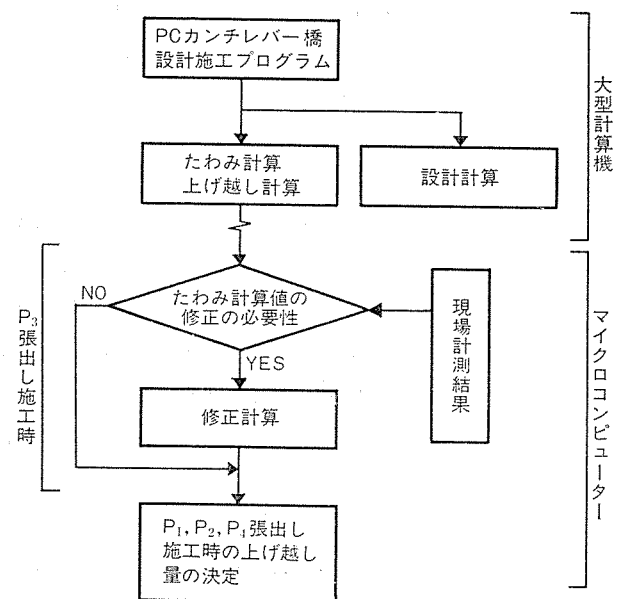 PCカンチレバー橋
設計施工プログラム
たわみ計算
上げ越し計算
設計計算
大型計算機
たわみ計算値の
修正の必要性
NO
YES
現場計測結果
修正計算
P₃張出し施工時
マイクロコンピューター
P₁, P₂, P₄張出し
施工時の上げ越し
量の決定